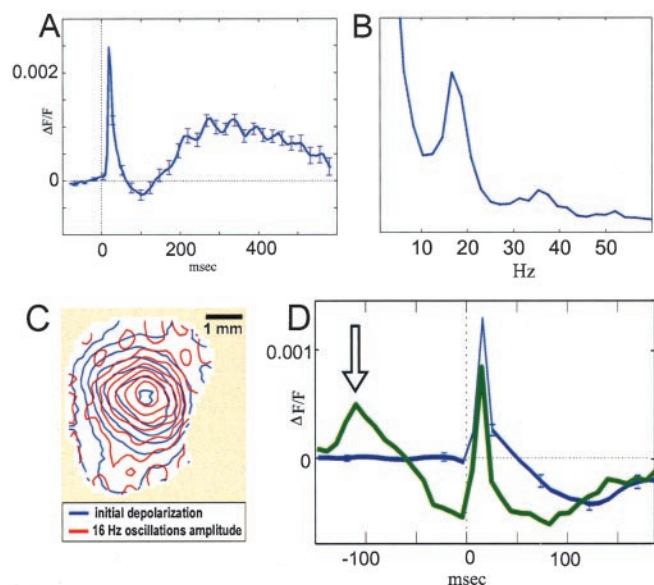 A
0.002
ΔF/F
0
0
200
400
msec
B
10
20
30
40
50
Hz
C
1 mm
initial depolarization
16 Hz oscillations amplitude
D
0.001
ΔF/F
0
-100
0
100
msec